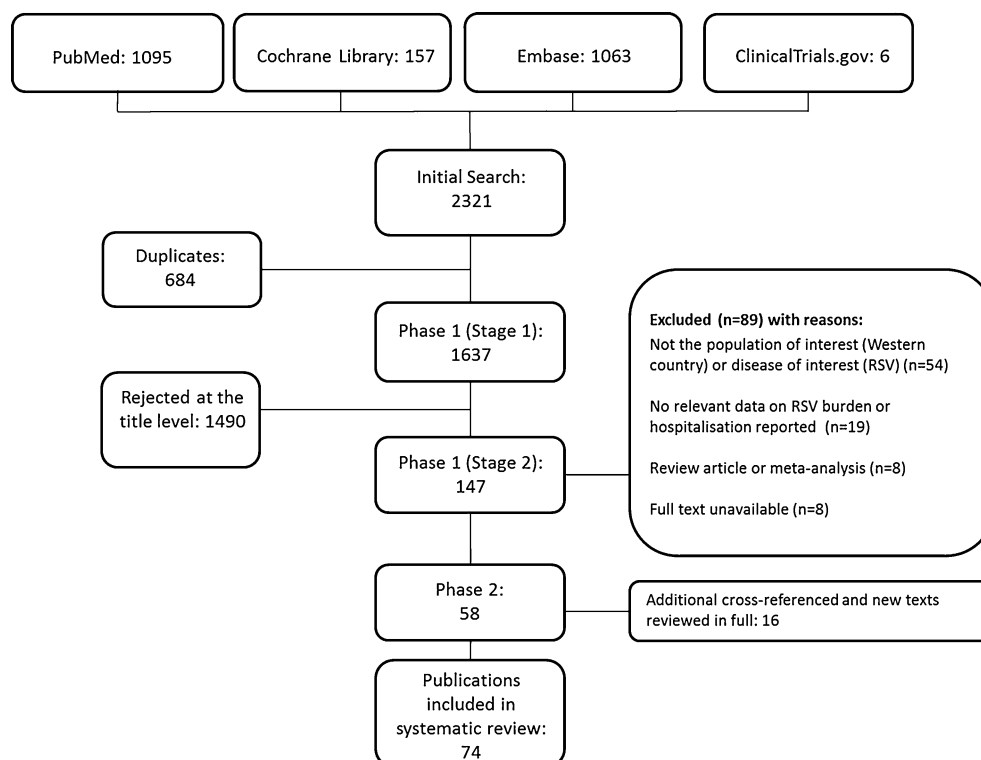 PubMed: 1095
Cochrane Library: 157
Embase: 1063
ClinicalTrials.gov: 6
Initial Search:
2321
Duplicates:
684
Phase 1 (Stage 1):
1637
Rejected at the
title level: 1490
Phase 1 (Stage 2):
147
Excluded (n=89) with reasons:
Not the population of interest (Western
country) or disease of interest (RSV) (n=54)
No relevant data on RSV burden or
hospitalisation reported (n=19)
Review article or meta-analysis (n=8)
Full text unavailable (n=8)
Phase 2:
58
Additional cross-referenced and new texts
reviewed in full: 16
Publications
included in
systematic review:
74